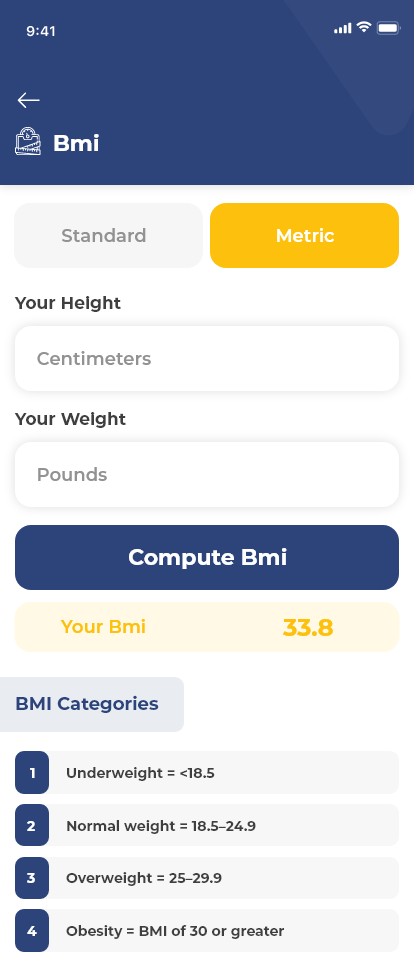 9:41
Bmi
Standard
Metric
Your Height
Centimeters
Your Weight
Pounds
Compute Bmi
Your Bmi
33.8
BMI Categories
1 Underweight = <18.5
2 Normal weight = 18.5–24.9
3 Overweight = 25–29.9
4 Obesity = BMI of 30 or greater